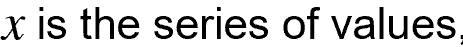 x is the series of values,